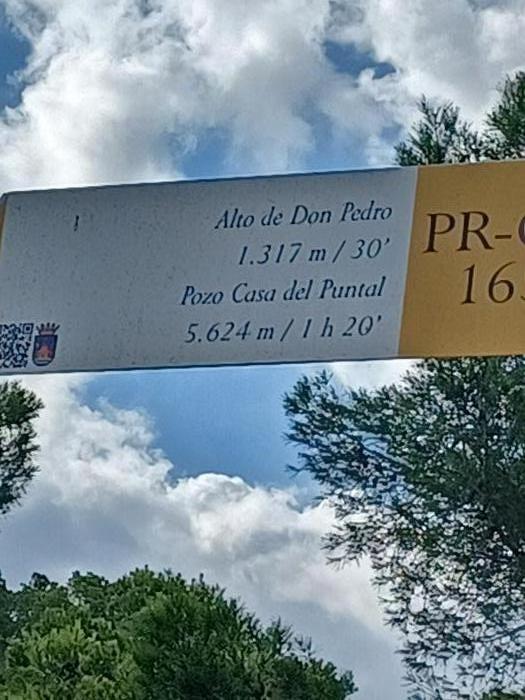 Alto de Don Pedro
1.317 m / 30'
Pozo Casa del Puntal
5.624 m / 1 h 20'
PR-
16